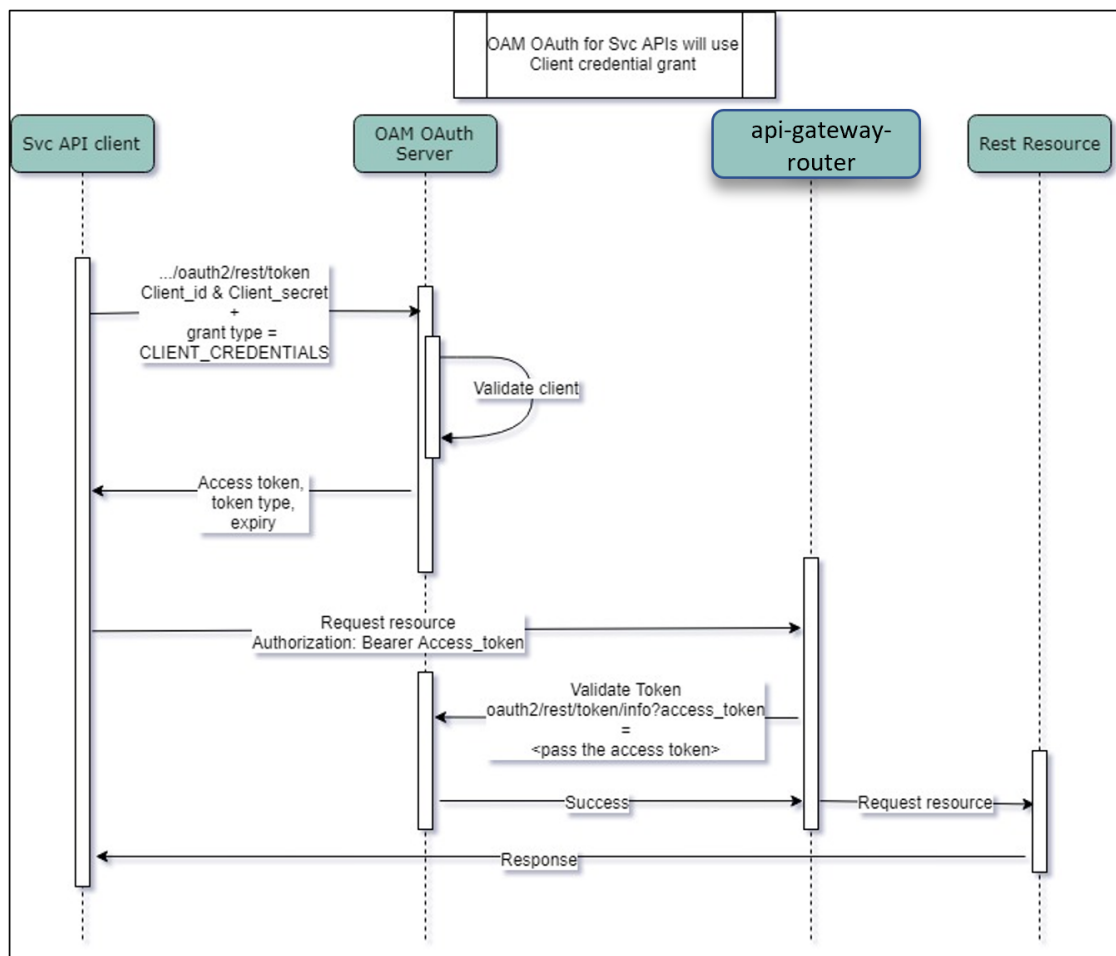 OAM OAuth for Svc APIs will use
Client credential grant
Svc API client
OAM OAuth
Server
api-gateway-
router
Rest Resource
.../oauth2/rest/token
Client_id & Client_secret
+
grant type =
CLIENT_CREDENTIALS
Validate client
Access token,
token type,
expiry
Request resource
Authorization: Bearer Access_token
Validate Token
oauth2/rest/token/info?access_token
=
<pass the access token>
Success
Request resource
Response